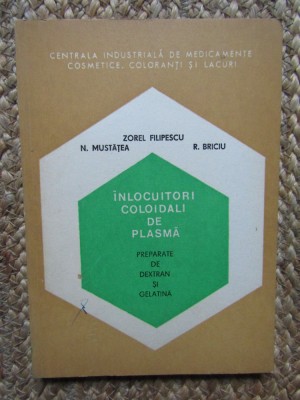 CENTRALA INDUSTRIALĂ DE MEDICAMENTE
COSMETICE, COLORANȚI ȘI LACURI
ZOREL FILIPESCU
N. MUSTĂȚEA R. BRICIU
ÎNLOCUITORI
COLOIDALI
DE
PLASMĂ
PREPARATE
DE
DEXTRAN
ȘI
GELATINĂ